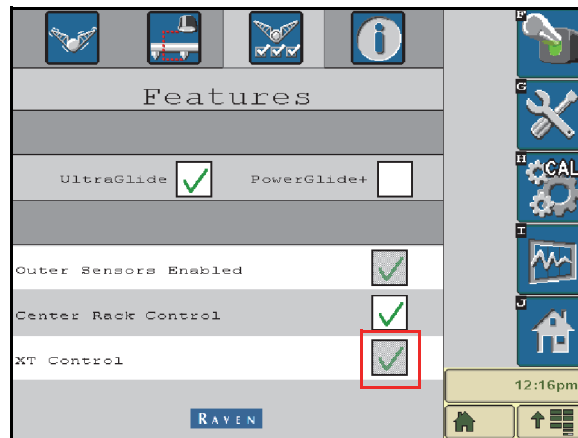 F
Features
G
UltraGlide
PowerGlide+
H
CAL
I
Outer Sensors Enabled
Center Rack Control
J
XT Control
12:16pm
RAVEN